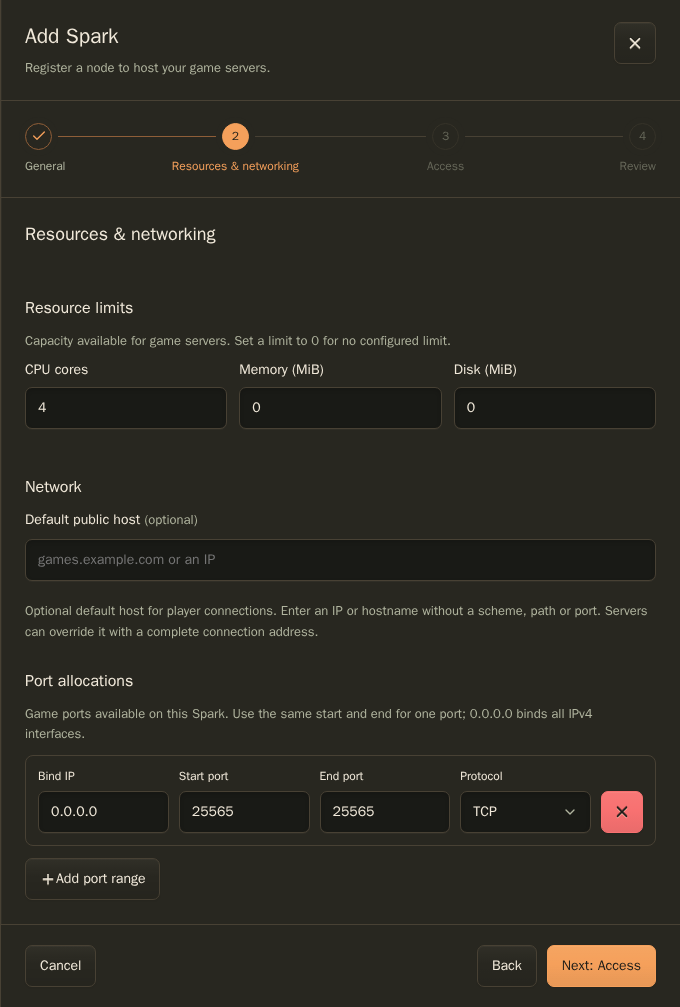 Add Spark
Register a node to host your game servers.
2
3
4
General
Resources & networking
Access
Review
Resources & networking
Resource limits
Capacity available for game servers. Set a limit to 0 for no configured limit.
CPU cores
Memory (MiB)
Disk (MiB)
4
0
0
Network
Default public host (optional)
games.example.com or an IP
Optional default host for player connections. Enter an IP or hostname without a scheme, path or port. Servers
can override it with a complete connection address.
Port allocations
Game ports available on this Spark. Use the same start and end for one port; 0.0.0.0 binds all IPv4
interfaces.
Bind IP
Start port
End port
Protocol
0.0.0.0
25565
25565
TCP
Add port range
Cancel
Back
Next: Access